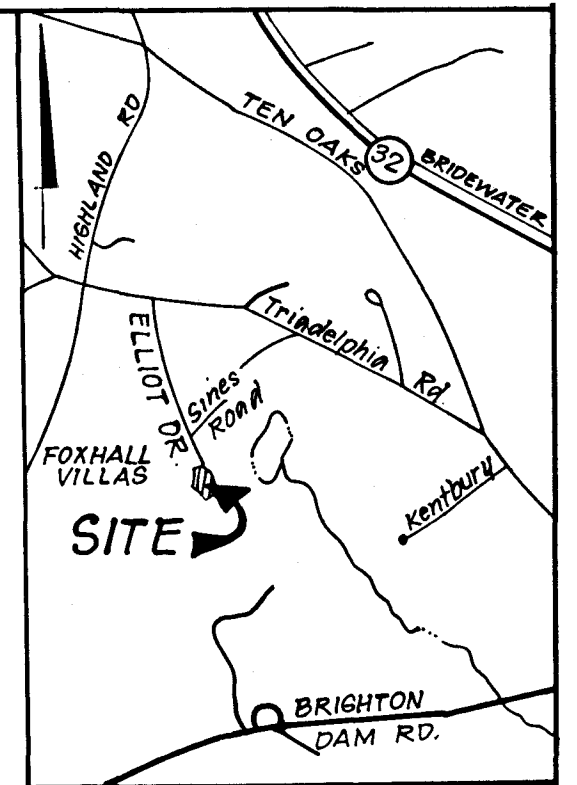 HIGHLAND RD
TEN OAKS
32
BRIDEWATER
Triadelphia Rd.
ELLIOT DR.
Sines
Road
FOXHALL
VILLAS
SITE
Kentbury
BRIGHTON
DAM RD.